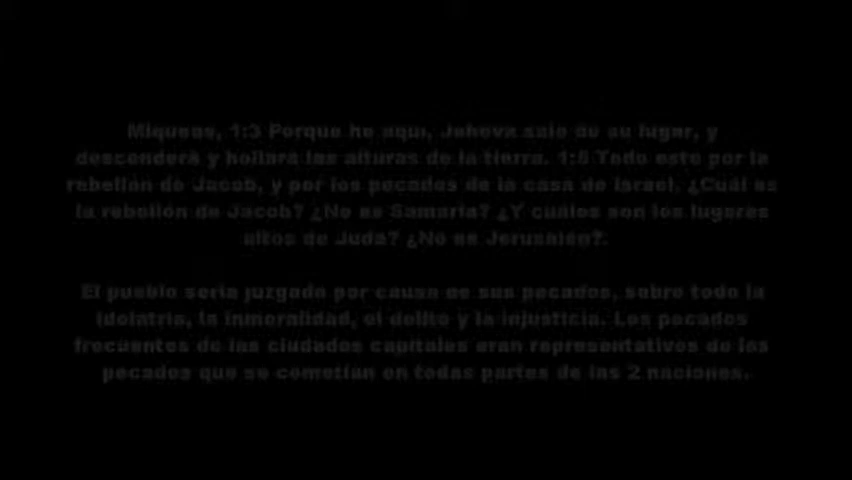 Miqueas, 1:3 Porque he aquí, Jehová sale de su lugar, y
descenderá y hollará las alturas de la tierra. 1:5 Todo esto por la
rebelión de Jacob, y por los pecados de la casa de Israel. ¿Cuál es
la rebelión de Jacob? ¿No es Samaria? ¿Y cuáles son los lugares
altos de Judá? ¿No es Jerusalén?.
El pueblo sería juzgado por causa de sus pecados, sobre todo la
idolatría, la inmoralidad, el delito y la injusticia. Los pecados
frecuentes de las ciudades capitales eran representativos de los
pecados que se cometían en todas partes de las 2 naciones.